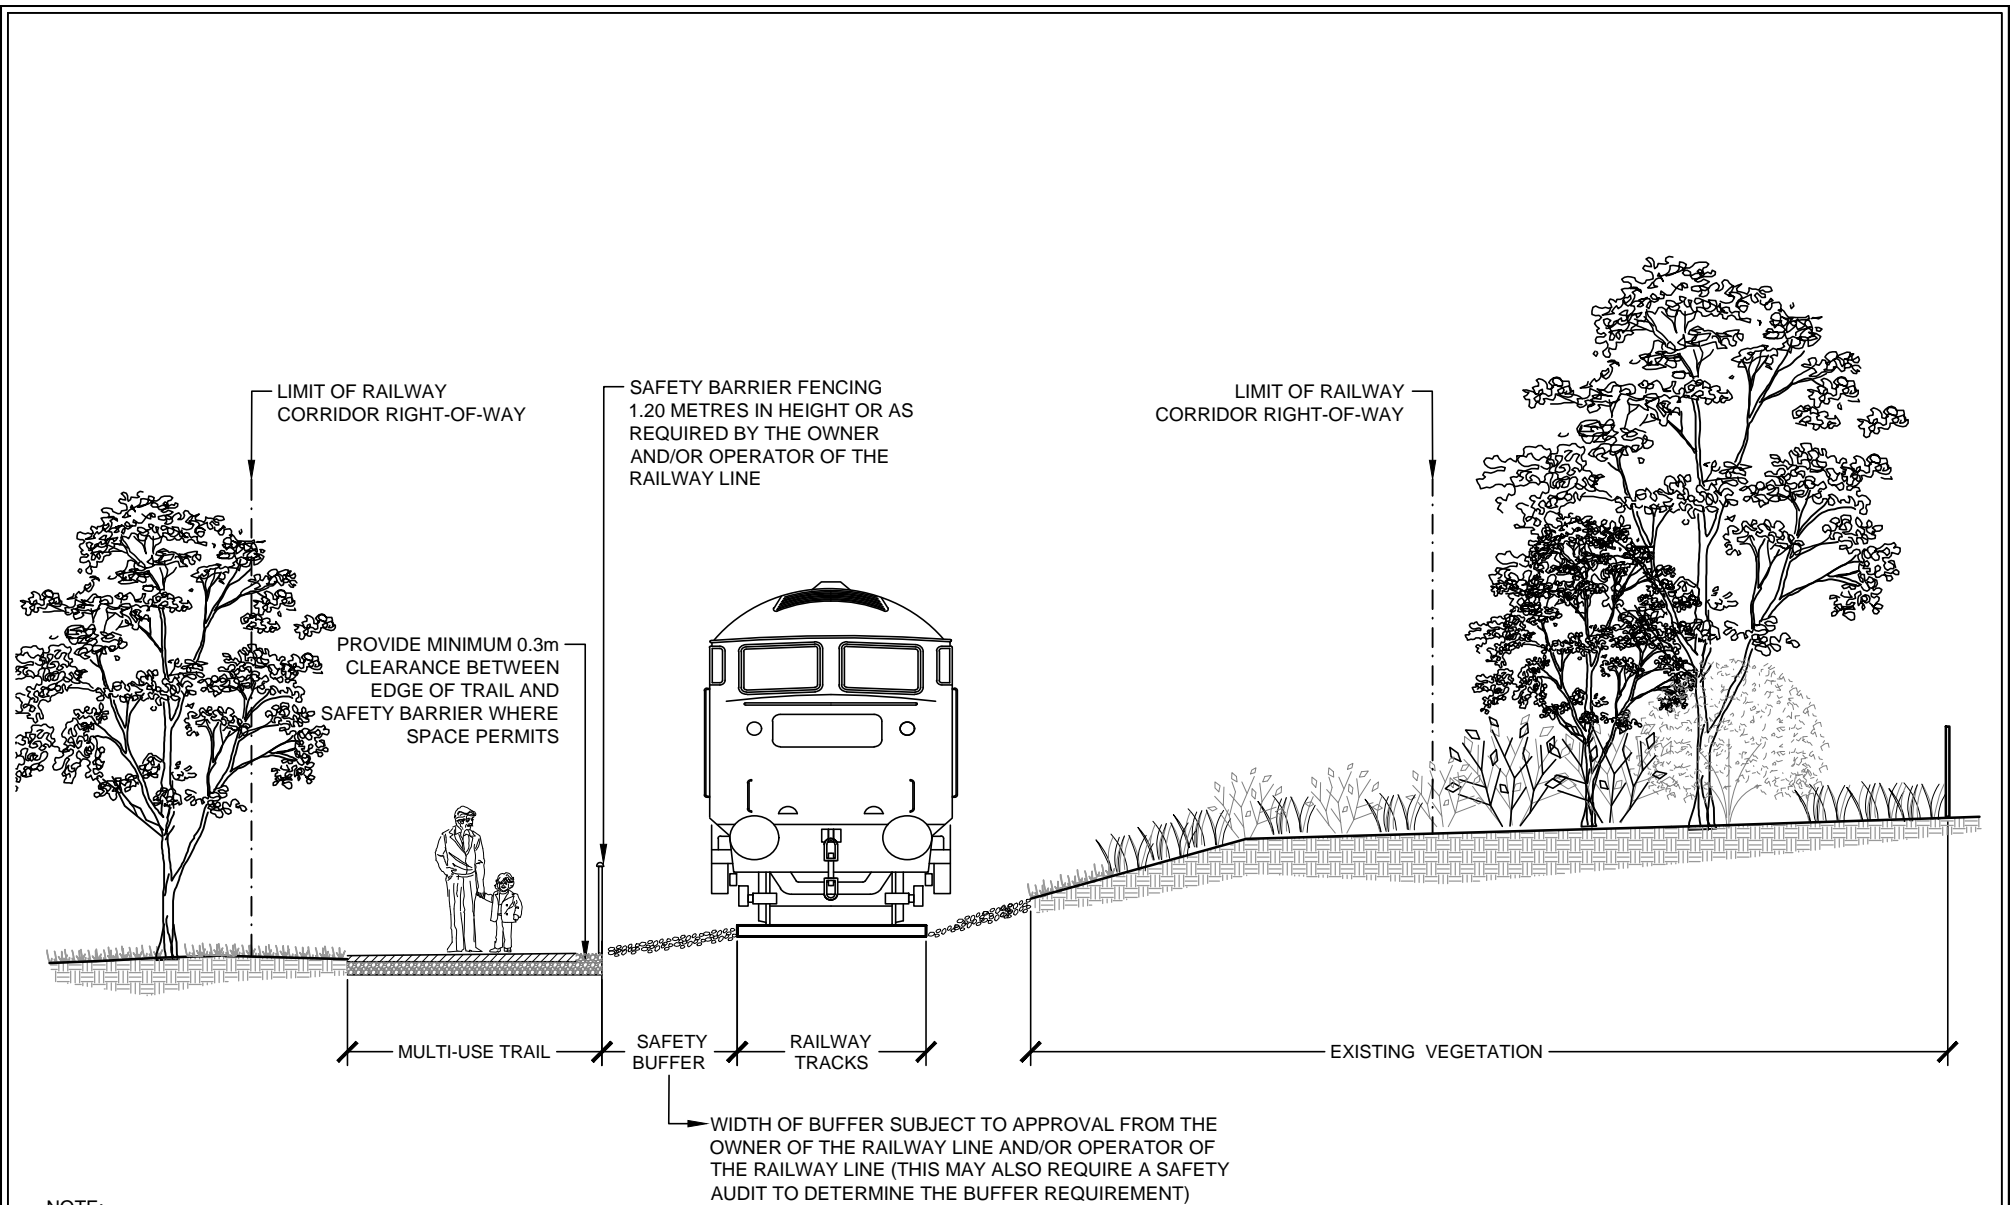 LIMIT OF RAILWAY
CORRIDOR RIGHT-OF-WAY
SAFETY BARRIER FENCING
1.20 METRES IN HEIGHT OR AS
REQUIRED BY THE OWNER
AND/OR OPERATOR OF THE
RAILWAY LINE
LIMIT OF RAILWAY
CORRIDOR RIGHT-OF-WAY
PROVIDE MINIMUM 0.3m
CLEARANCE BETWEEN
EDGE OF TRAIL AND
SAFETY BARRIER WHERE
SPACE PERMITS
MULTI-USE TRAIL
SAFETY
BUFFER
RAILWAY
TRACKS
EXISTING VEGETATION
WIDTH OF BUFFER SUBJECT TO APPROVAL FROM THE
OWNER OF THE RAILWAY LINE AND/OR OPERATOR OF
THE RAILWAY LINE (THIS MAY ALSO REQUIRE A SAFETY
AUDIT TO DETERMINE THE BUFFER REQUIREMENT)
NOTE: